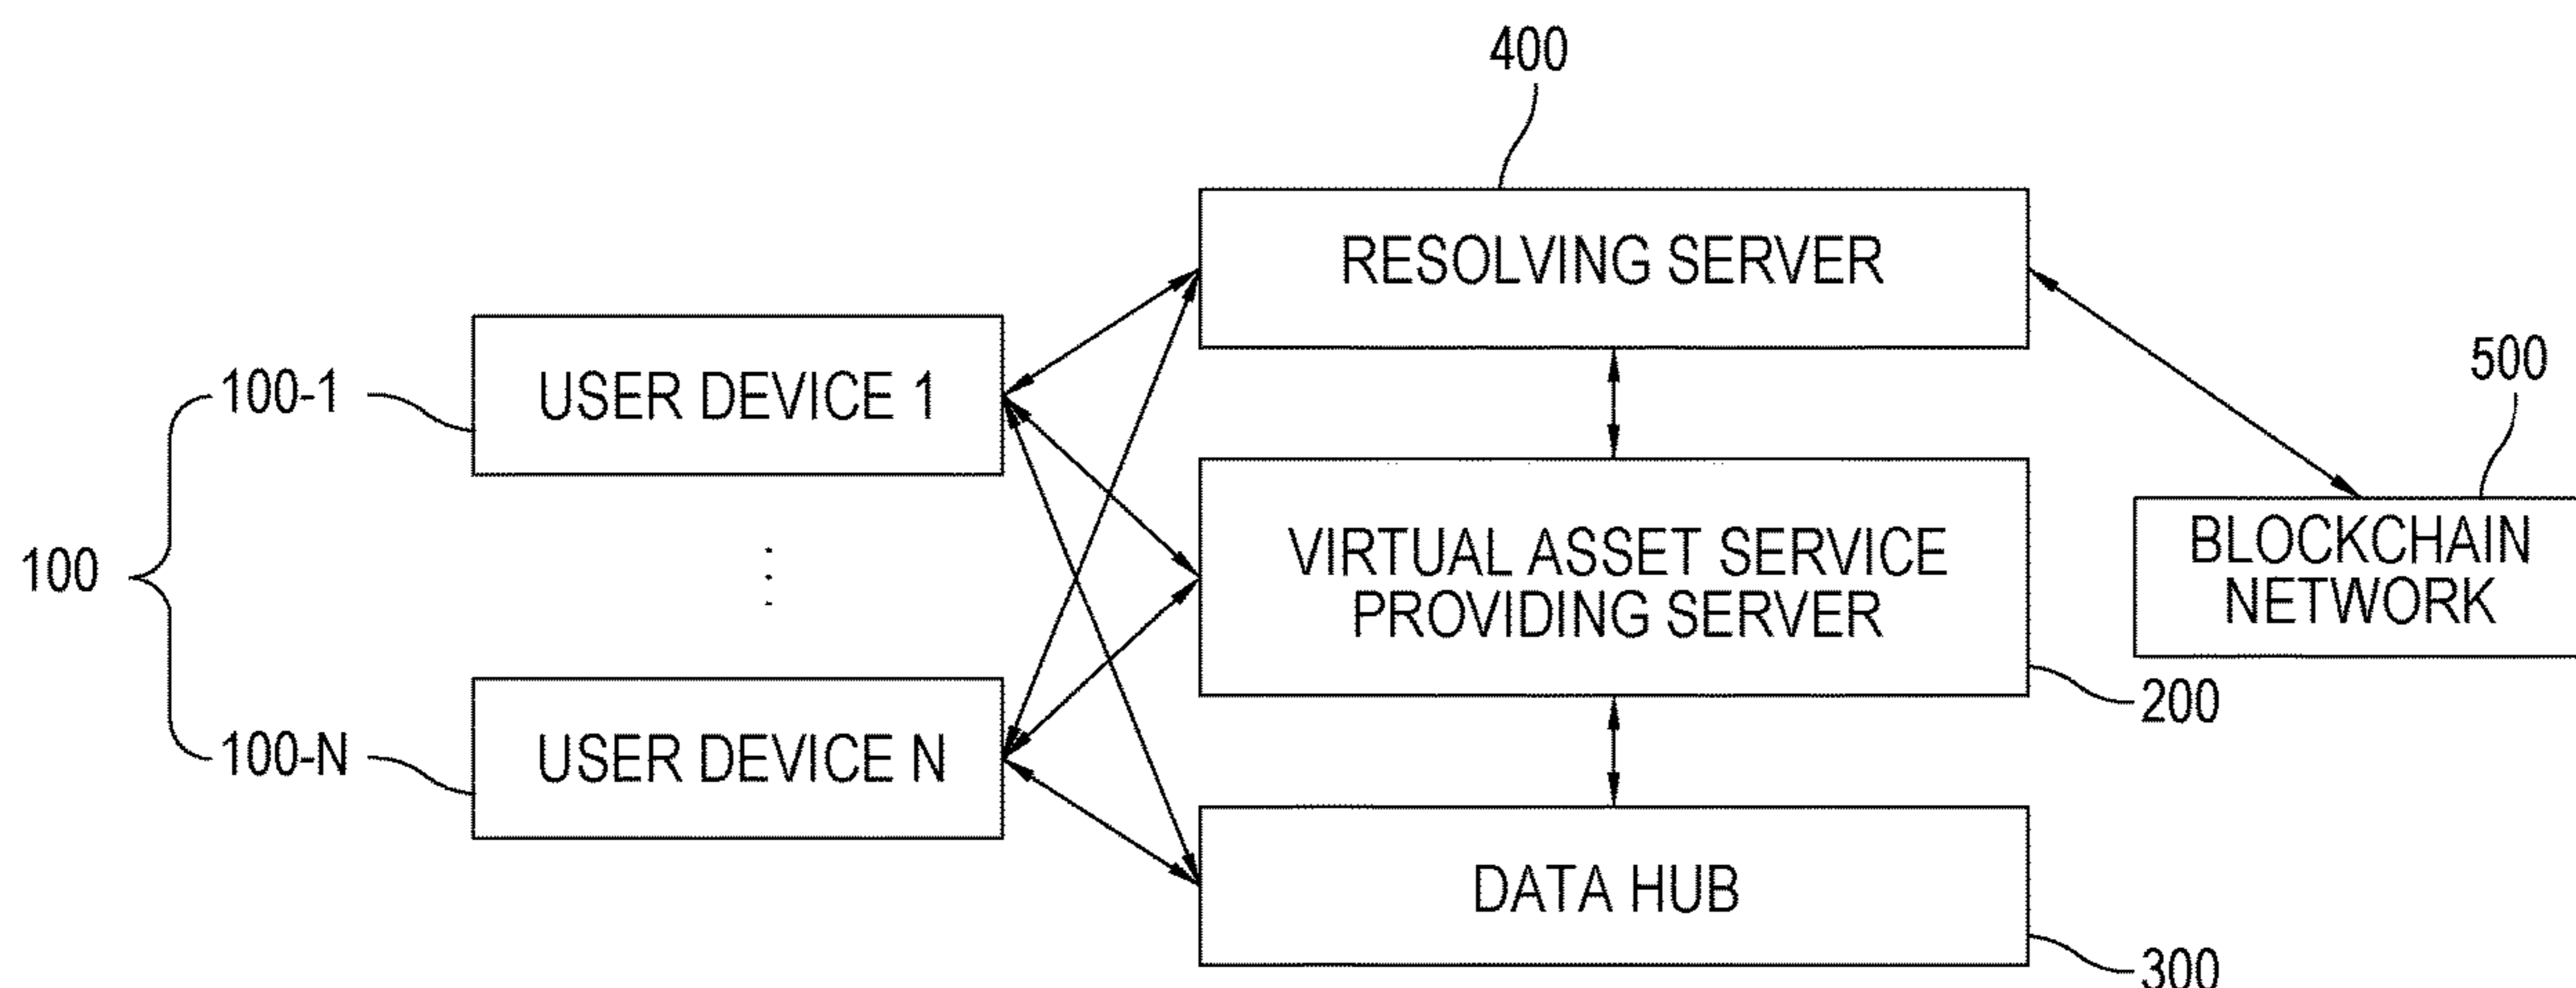 400
RESOLVING SERVER
500
100-1
USER DEVICE 1
VIRTUAL ASSET SERVICE
PROVIDING SERVER
BLOCKCHAIN
NETWORK
100
200
100-N
USER DEVICE N
DATA HUB
300